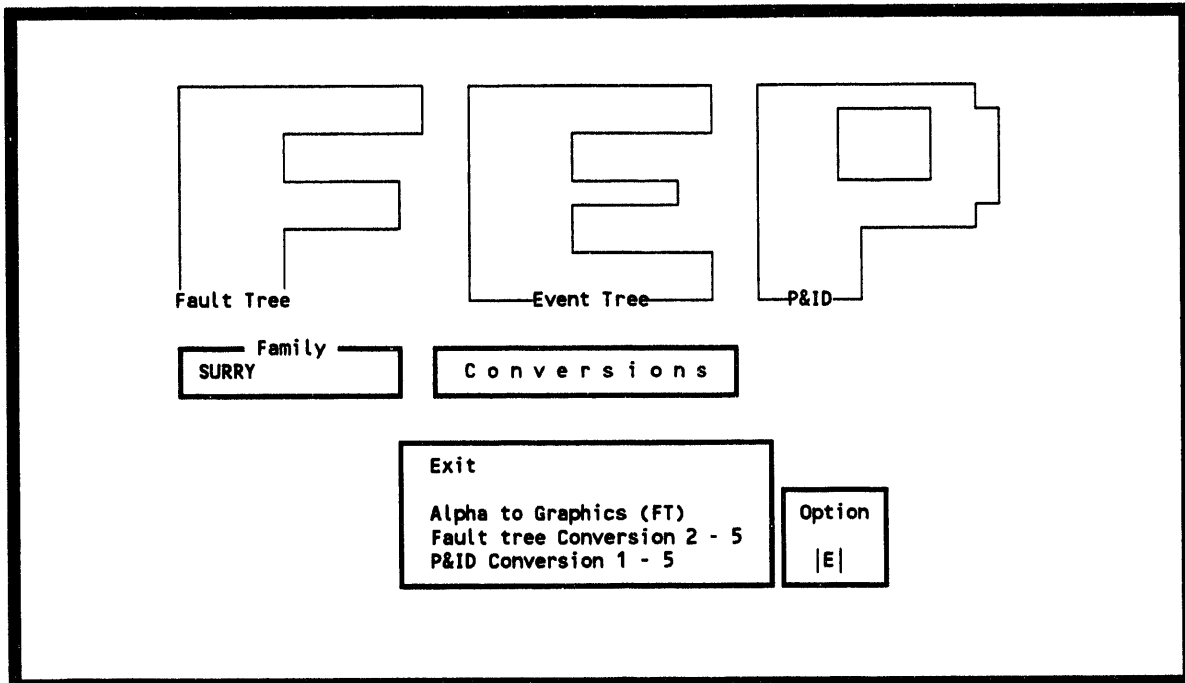 FEP
Fault Tree
Event Tree
P&ID
Family
SURRY
C o n v e r s i o n s
Exit
Alpha to Graphics (FT)
Fault tree Conversion 2 - 5
P&ID Conversion 1 - 5
Option
|E|